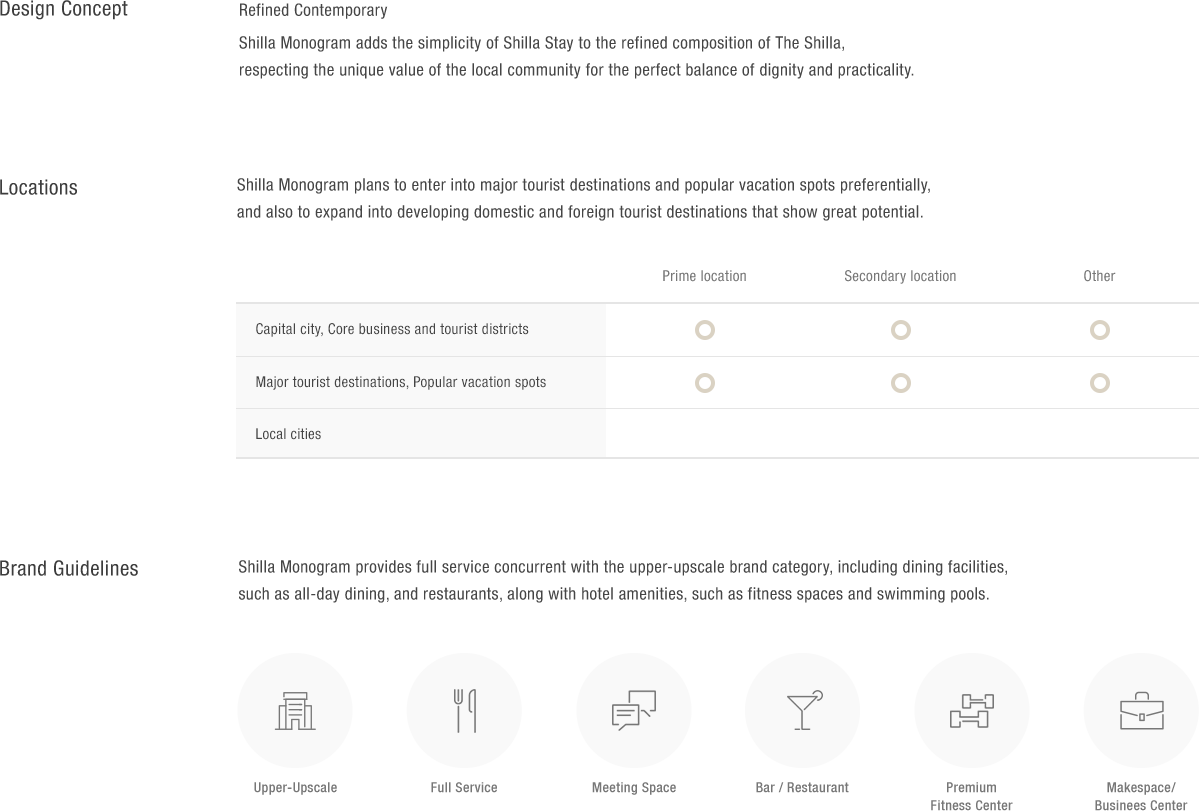 Design Concept
Refined Contemporary
Shilla Monogram adds the simplicity of Shilla Stay to the refined composition of The Shilla,
respecting the unique value of the local community for the perfect balance of dignity and practicality.
Locations
Shilla Monogram plans to enter into major tourist destinations and popular vacation spots preferentially,
and also to expand into developing domestic and foreign tourist destinations that show great potential.
Prime location Secondary location Other
Capital city, Core business and tourist districts
Major tourist destinations, Popular vacation spots
Local cities
Brand Guidelines
Shilla Monogram provides full service concurrent with the upper-upscale brand category, including dining facilities,
such as all-day dining, and restaurants, along with hotel amenities, such as fitness spaces and swimming pools.
Upper-Upscale
Full Service
Meeting Space
Bar / Restaurant
Premium
Fitness Center
Makespace/
Businees Center